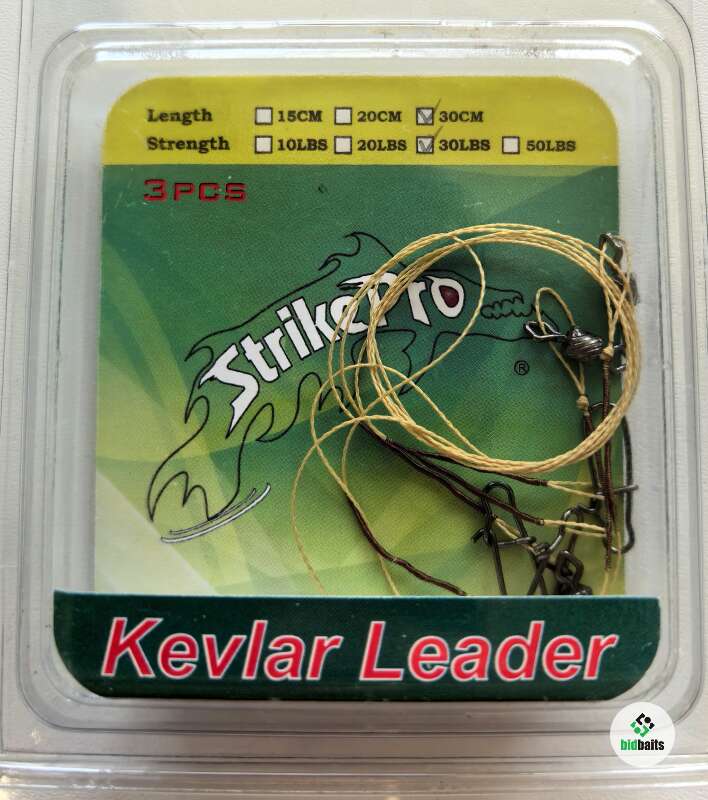 Length 15CM 20CM 30CM
Strength 10LBS 20LBS 30LBS 50LBS
3PCS
StrikePro
®
Kevlar Leader
bidbaits